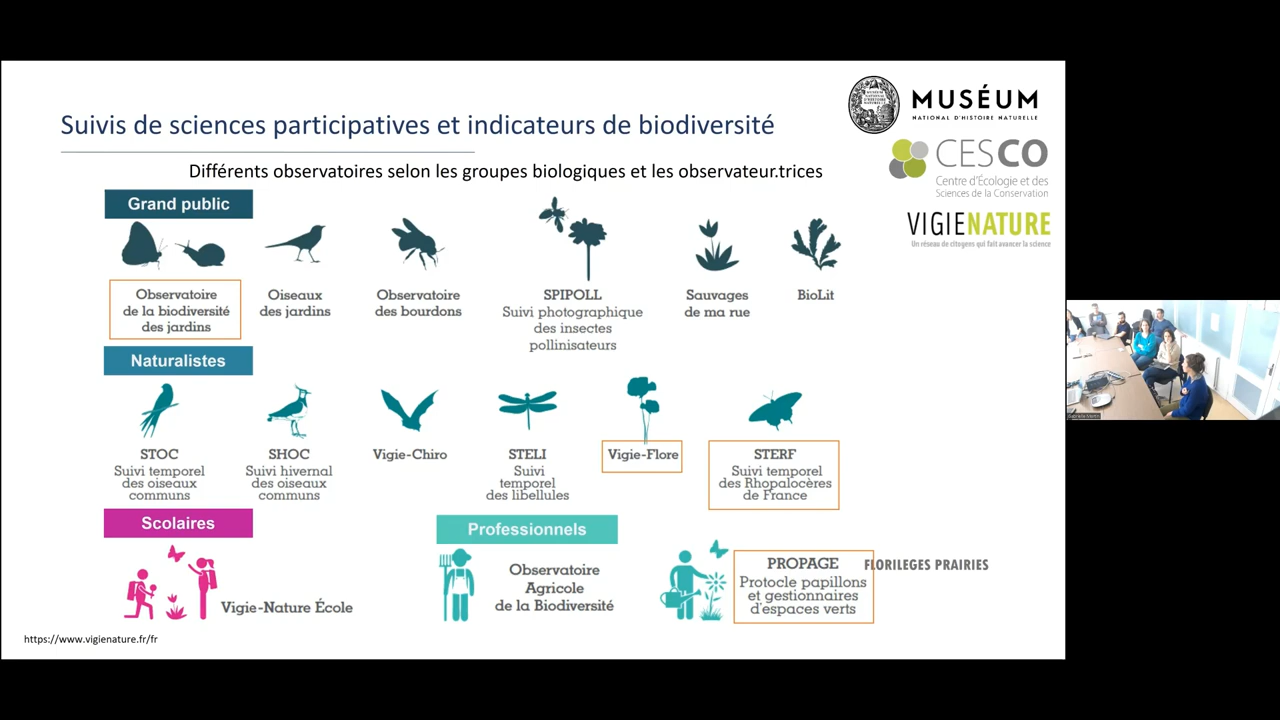 MUSÉUM
NATIONAL D'HISTOIRE NATURELLE
Suivis de sciences participatives et indicateurs de biodiversité
CESCO
Centre d'Écologie et des
Sciences de la Conservation
Différents observatoires selon les groupes biologiques et les observateur.trices
VIGIENATURE
Un réseau de citoyens qui fait avancer la science
Grand public
Observatoire
de la biodiversité
des jardins
Oiseaux
des jardins
Observatoire
des bourdons
SPIPOLL
Suivi photographique
des insectes
pollinisateurs
Sauvages
de ma rue
BioLit
Naturalistes
STOC
Suivi temporel
des oiseaux
communs
SHOC
Suivi hivernal
des oiseaux
communs
Vigie-Chiro
STELI
Suivi
temporel
des libellules
Vigie-Flore
STERF
Suivi temporel
des Rhopalocères
de France
Scolaires
Vigie-Nature École
Professionnels
Observatoire
Agricole
de la Biodiversité
PROPAGE
Protocle papillons
et gestionnaires
d'espaces verts
FLORILEGES PRAIRIES
https://www.vigienature.fr/fr